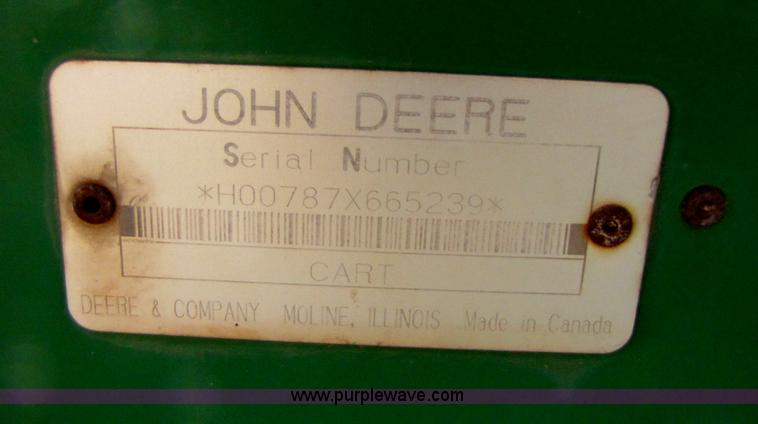 JOHN DEERE
Serial Number
*H00787X665239*
CART
DEERE & COMPANY MOLINE, ILLINOIS Made in Canada
www.purplewave.com